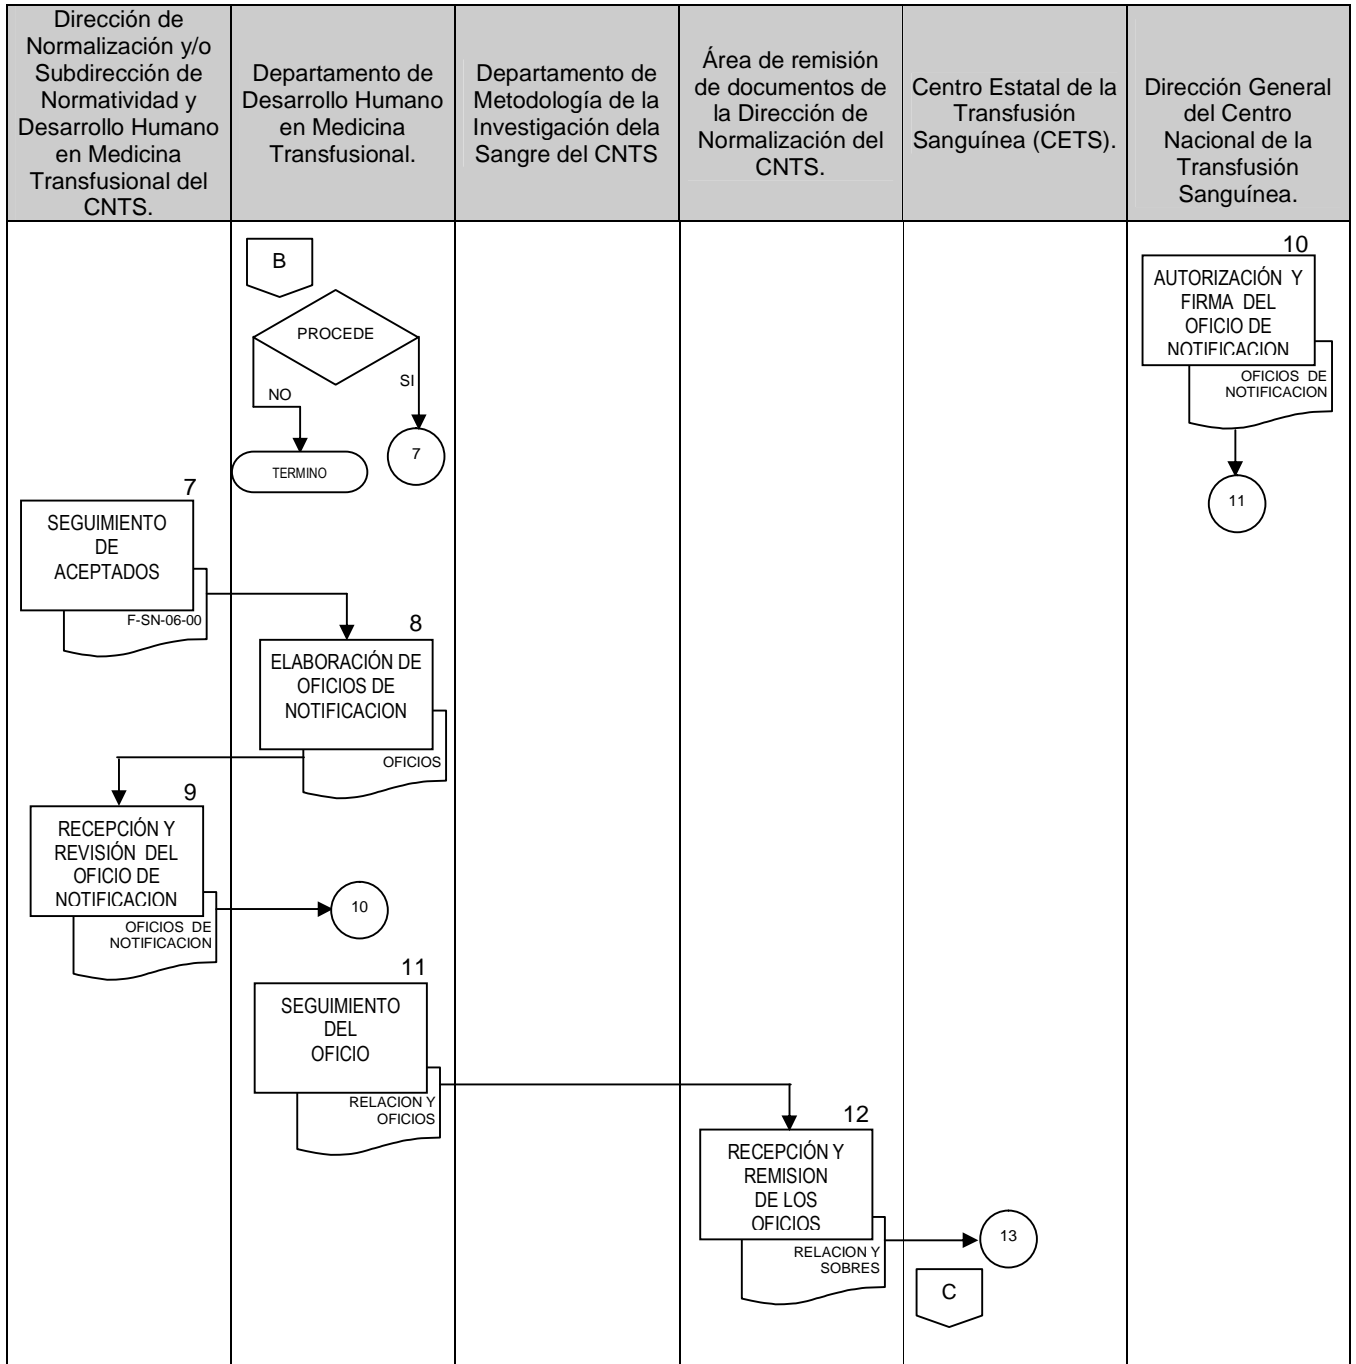 Dirección de
Normalización y/o
Subdirección de
Normatividad y
Desarrollo Humano
en Medicina
Transfusional del
CNTS.
Departamento de
Desarrollo Humano
en Medicina
Transfusional.
Departamento de
Metodología de la
Investigación dela
Sangre del CNTS
Área de remisión
de documentos de
la Dirección de
Normalización del
CNTS.
Centro Estatal de la
Transfusión
Sanguínea (CETS).
Dirección General
del Centro
Nacional de la
Transfusión
Sanguínea.
B
PROCEDE
NO
SI
TERMINO
7
10
AUTORIZACIÓN Y
FIRMA DEL
OFICIO DE
NOTIFICACION
OFICIOS DE
NOTIFICACION
11
7
SEGUIMIENTO
DE
ACEPTADOS
F-SN-06-00
8
ELABORACIÓN DE
OFICIOS DE
NOTIFICACION
OFICIOS
9
RECEPCIÓN Y
REVISIÓN DEL
OFICIO DE
NOTIFICACION
OFICIOS DE
NOTIFICACION
10
11
SEGUIMIENTO
DEL
OFICIO
RELACION Y
OFICIOS
12
RECEPCIÓN Y
REMISION
DE LOS
OFICIOS
RELACION Y
SOBRES
13
C